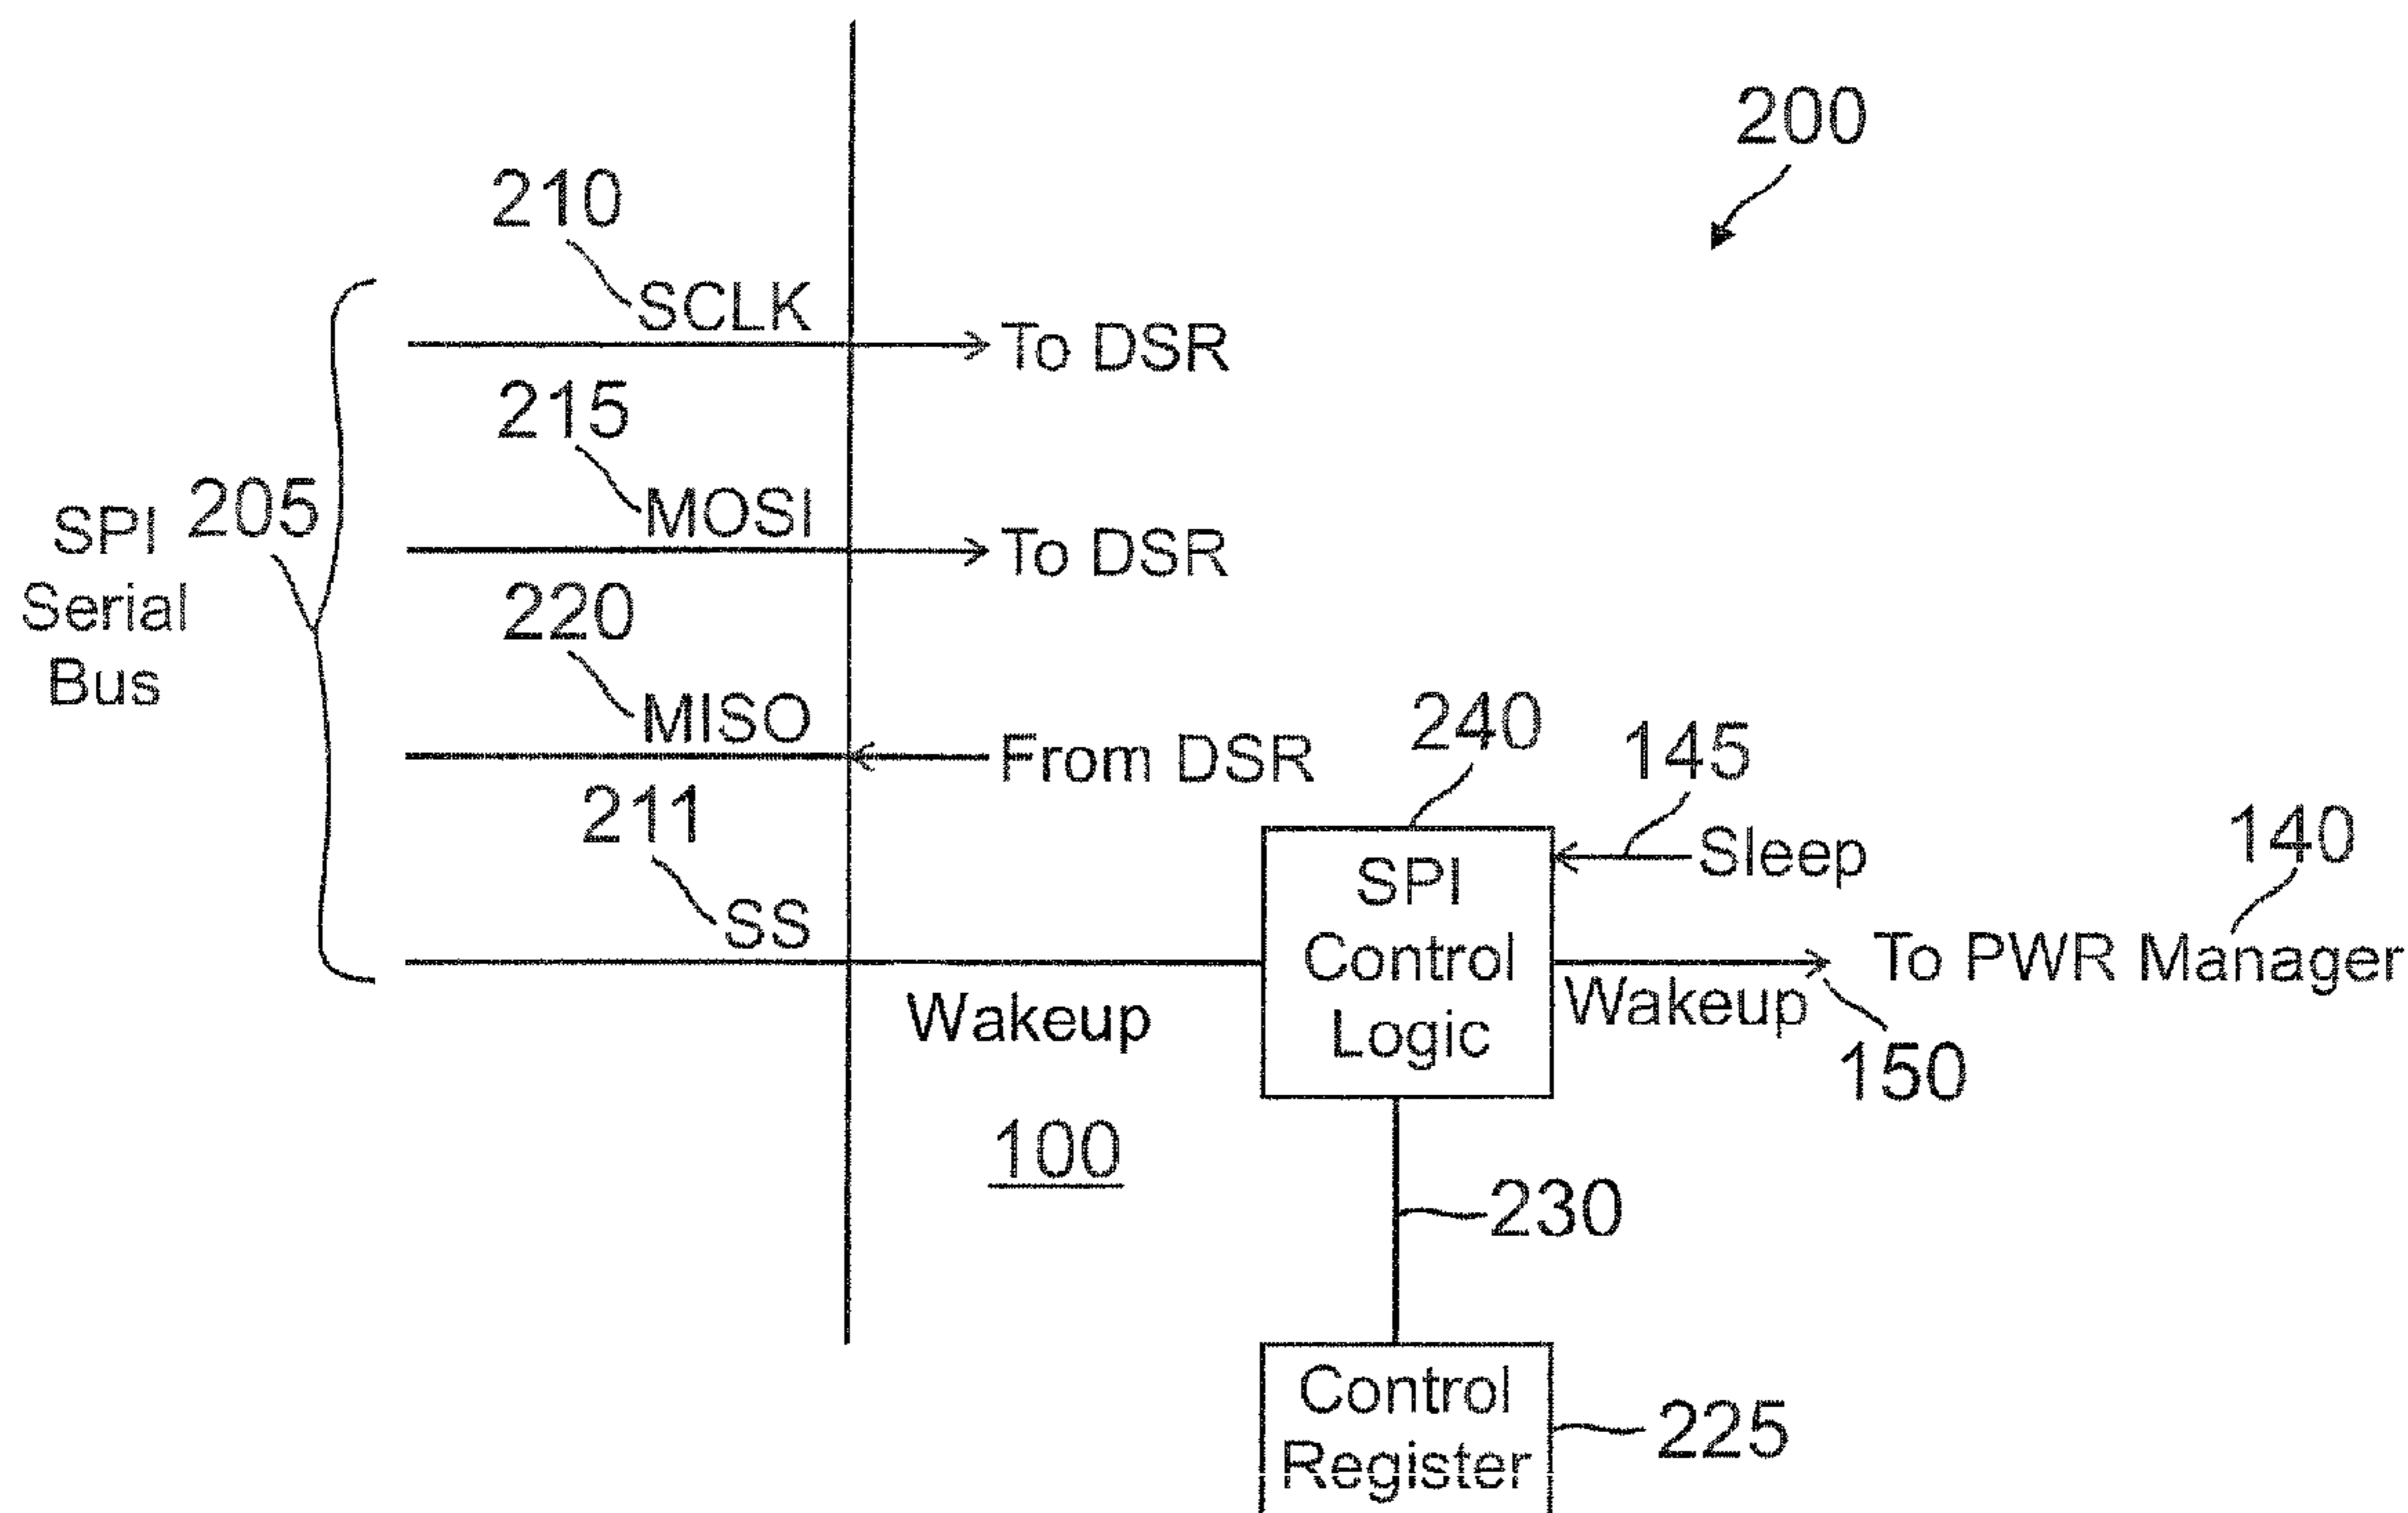 200
210
SCLK
To DSR
215
MOSI
To DSR
SPI
Serial
Bus
205
220
MISO
From DSR
211
SS
Wakeup
240
SPI
Control
Logic
145
Sleep
140
To PWR Manager
Wakeup
150
100
230
Control
Register
225